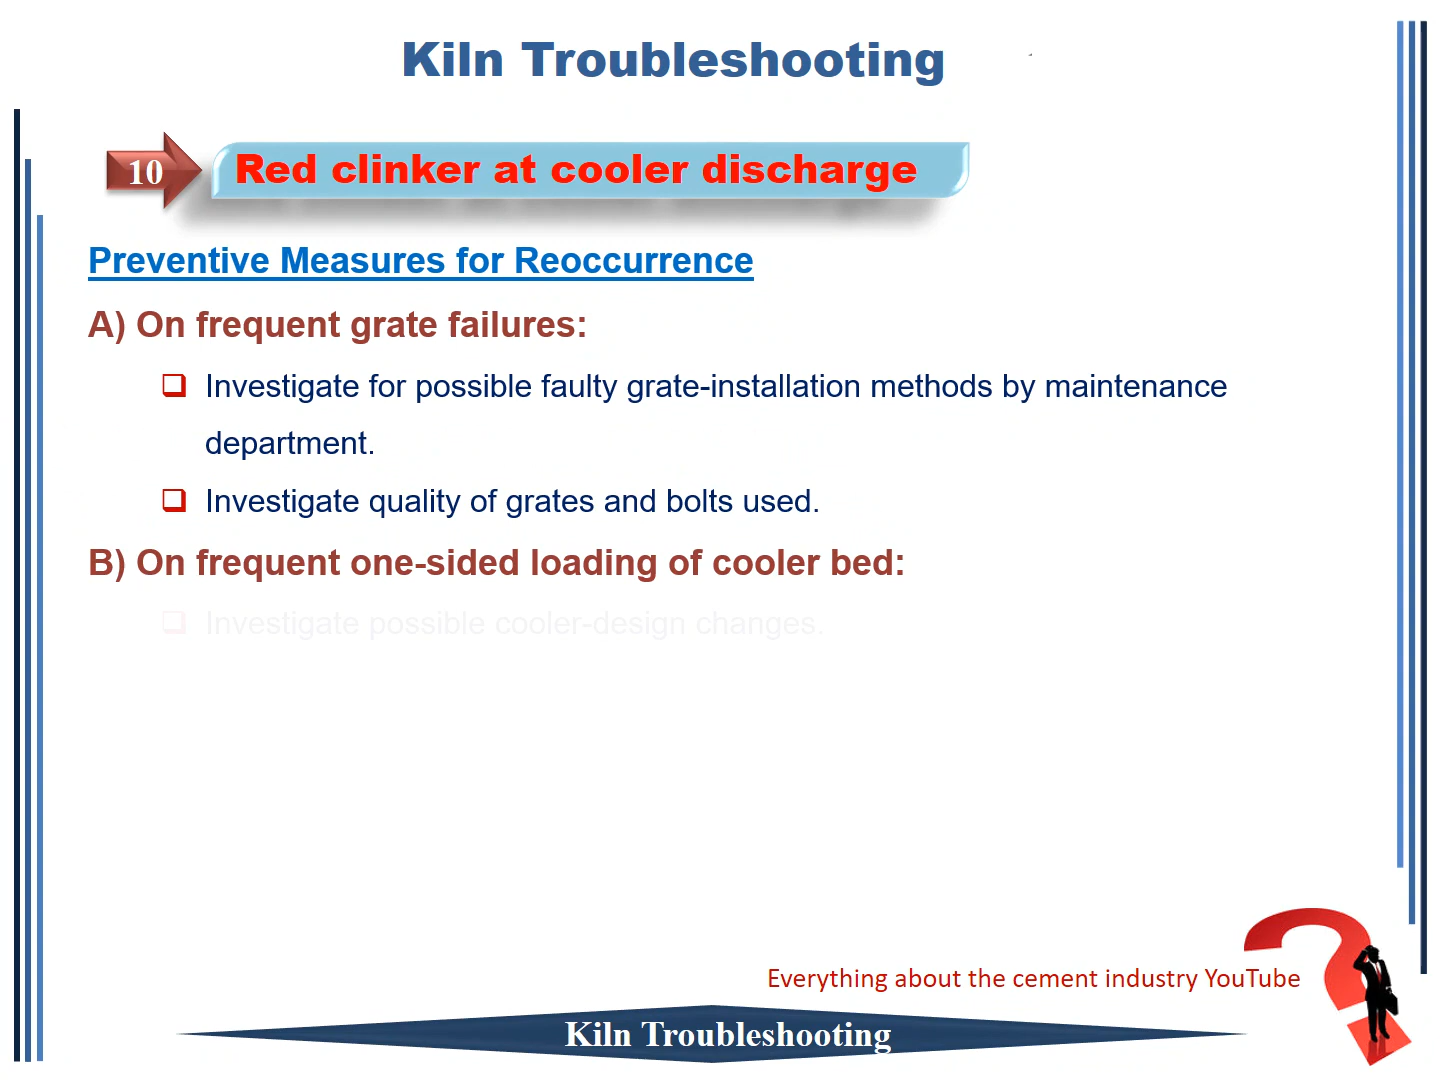 Kiln Troubleshooting
10
Red clinker at cooler discharge
Preventive Measures for Reoccurrence
A) On frequent grate failures:
Investigate for possible faulty grate-installation methods by maintenance
department.
Investigate quality of grates and bolts used.
B) On frequent one-sided loading of cooler bed:
Investigate possible cooler-design changes.
Everything about the cement industry YouTube
Kiln Troubleshooting